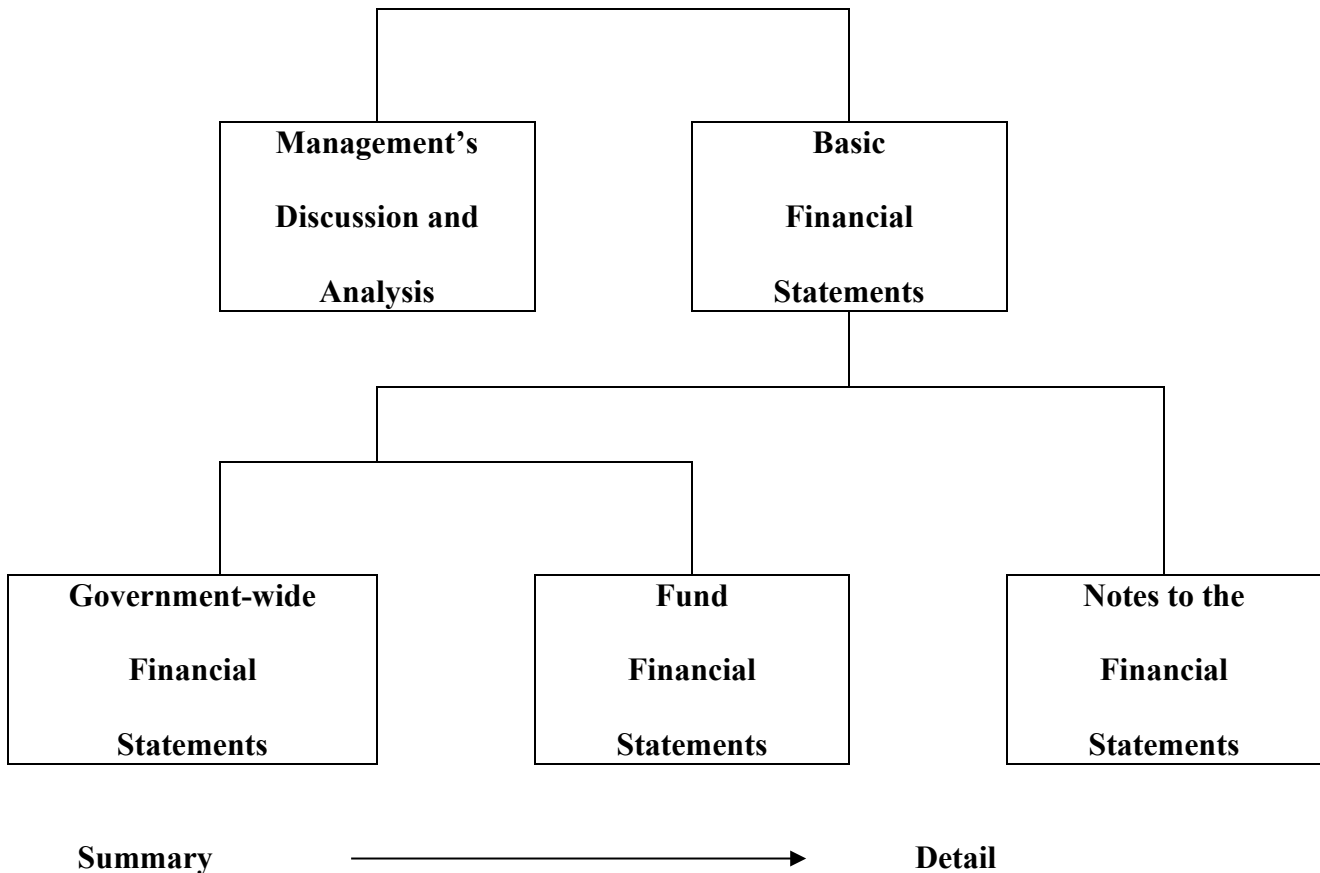 Management’s
Discussion and
Analysis
Basic
Financial
Statements
Government-wide
Financial
Statements
Fund
Financial
Statements
Notes to the
Financial
Statements
Summary
Detail